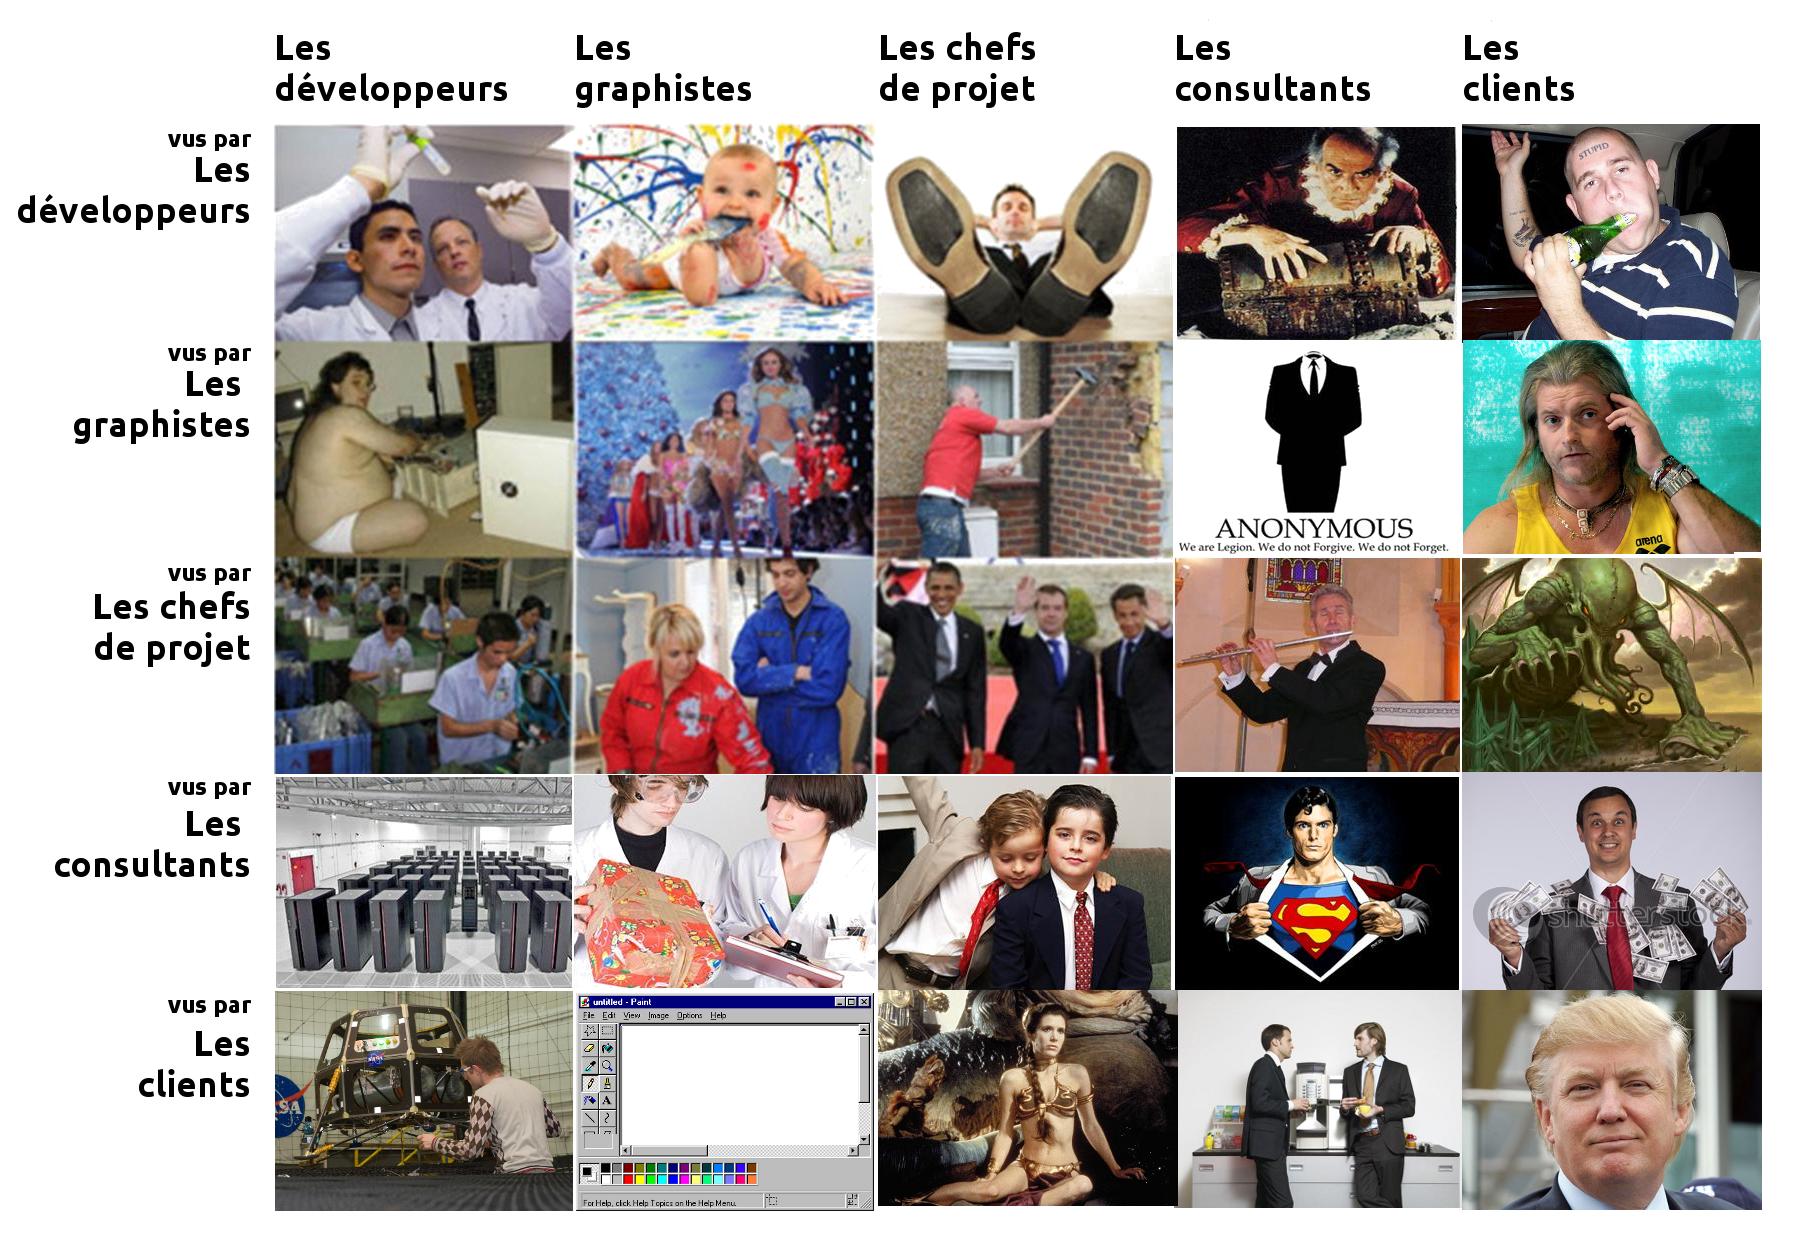 Les
développeurs
Les
graphistes
Les chefs
de projet
Les
consultants
Les
clients
vus par
Les
développeurs
STUPID
vus par
Les
graphistes
ANONYMOUS
We are Legion. We do not Forgive. We do not Forget.
arena
vus par
Les chefs
de projet
vus par
Les
consultants
shutterstock
vus par
Les
clients
NASA
SA
untitled - Paint
File Edit View Image Options Help
A
For Help, click Help Topics on the Help Menu.